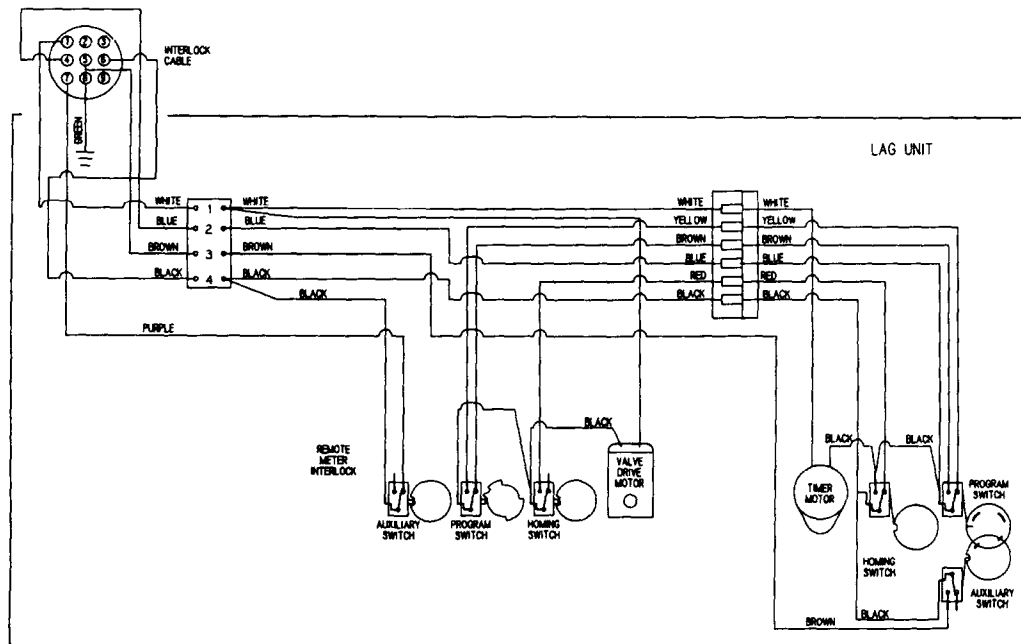 1 2 3
4 5 6
7 8 9
INTERLOCK
CABLE
GREEN
LAG UNIT
WHITE 1 WHITE
BLUE 2 BLUE
BROWN 3 BROWN
BLACK 4 BLACK
BLACK
PURPLE
WHITE WHITE
YELLOW YELLOW
BROWN BROWN
BLUE BLUE
RED RED
BLACK BLACK
REMOTE
METER
INTERLOCK
AUXILIARY
SWITCH
PROGRAM
SWITCH
HOMING
SWITCH
BLACK
VALVE
DRIVE
MOTOR
TIMER
MOTOR
BLACK
BLACK
HOMING
SWITCH
PROGRAM
SWITCH
AUXILIARY
SWITCH
BLACK
BROWN